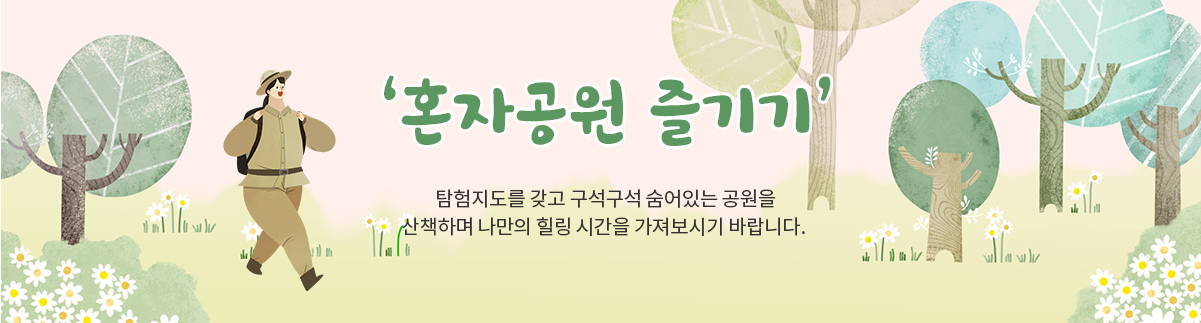 ‘혼자공원 즐기기’
탐험지도를 갖고 구석구석 숨어있는 공원을
산책하며 나만의 힐링 시간을 가져보시기 바랍니다.